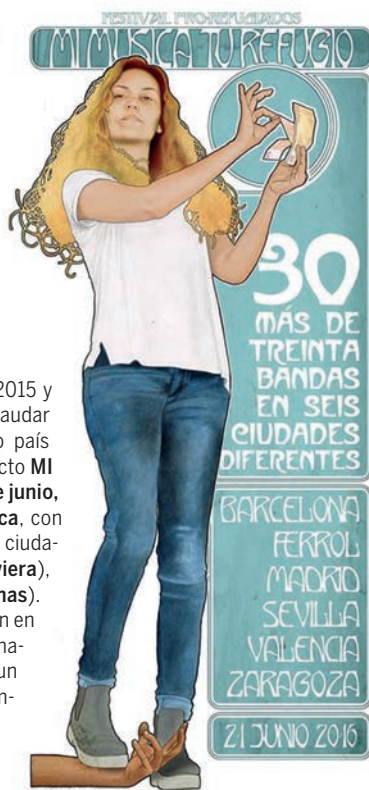 FESTIVAL PRO-REFUGIADOS
MI MÚSICA TU REFUGIO
30
MÁS DE
TREINTA
BANDAS
EN SEIS
CIUDADES
DIFERENTES
BARCELONA
FERROL
MADRID
SEVILLA
VALENCIA
ZARAGOZA
21 JUNIO 2016
2015 y
audar
o país
cto MI
e junio,
ca, con
ciuda-
viera),
nas).
n en
na-
un
n-